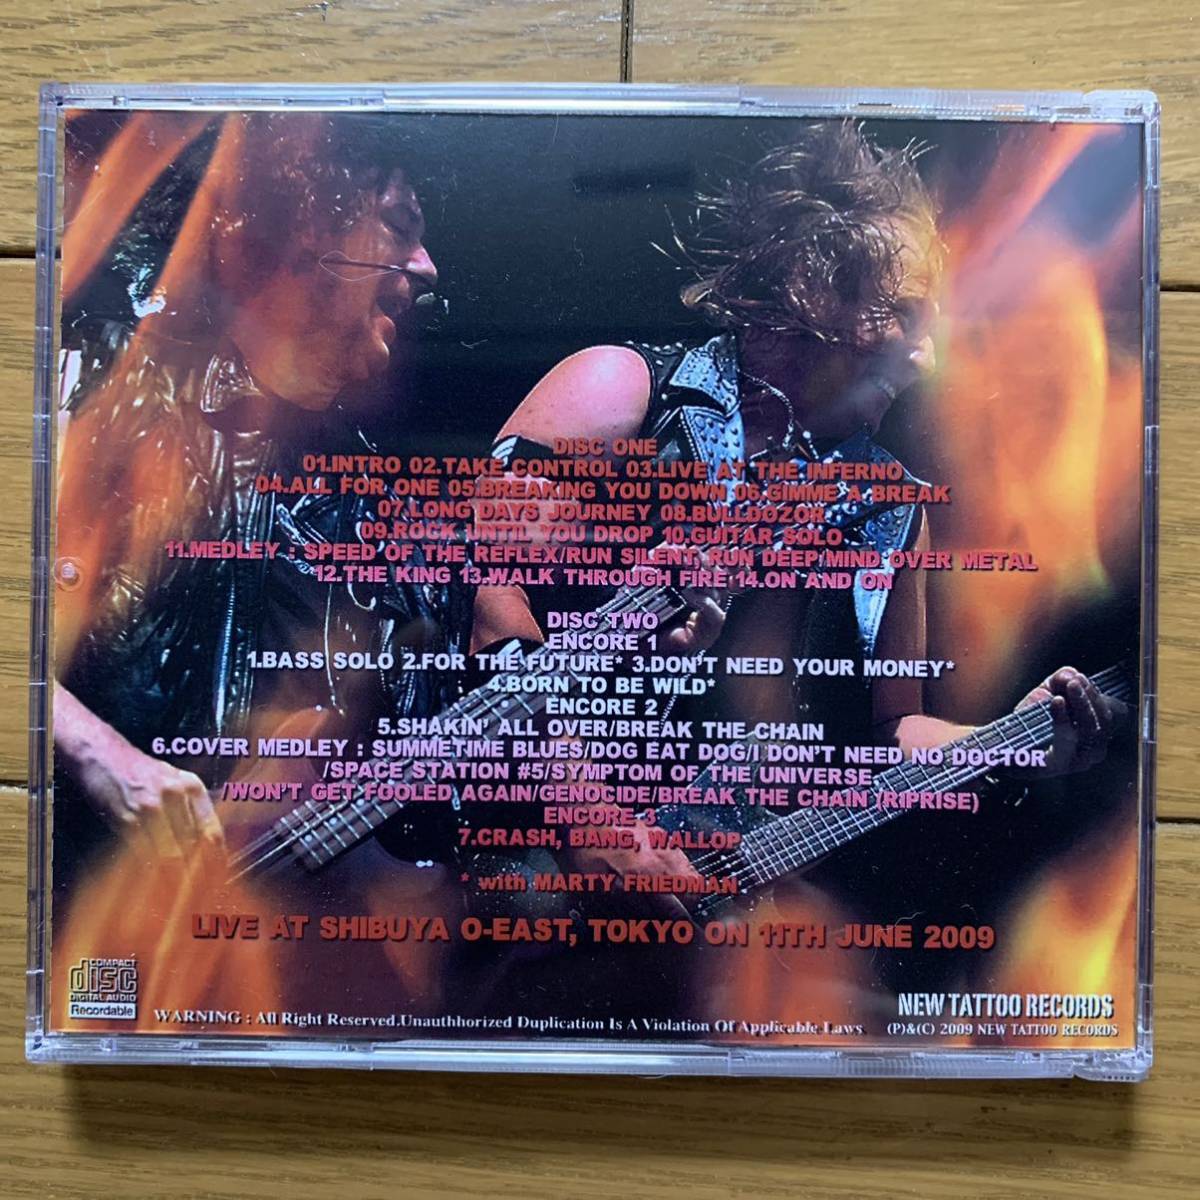 DISC ONE
01.INTRO 02.TAKE CONTROL 03.LIVE AT THE INFERNO
04.ALL FOR ONE 05.BREAKING YOU DOWN 06.GIMME A BREAK
07.LONG DAYS JOURNEY 08.BULLDOZOR
09.ROCK UNTIL YOU DROP 10.GUITAR SOLO
11.MEDLEY : SPEED OF THE REFLEX/RUN SILENT, RUN DEEP/MIND OVER METAL
12.THE KING 13.WALK THROUGH FIRE 14.ON AND ON
DISC TWO
ENCORE 1
1.BASS SOLO 2.FOR THE FUTURE* 3.DON'T NEED YOUR MONEY*
4.BORN TO BE WILD*
ENCORE 2
5.SHAKIN' ALL OVER/BREAK THE CHAIN
6.COVER MEDLEY : SUMMETIME BLUES/DOG EAT DOG/I DON'T NEED NO DOCTOR
/SPACE STATION #5/SYMPTOM OF THE UNIVERSE
/WON'T GET FOOLED AGAIN/GENOCIDE/BREAK THE CHAIN (RIPRISE)
ENCORE 3
7.CRASH, BANG, WALLOP
* with MARTY FRIEDMAN
LIVE AT SHIBUYA O-EAST, TOKYO ON 11TH JUNE 2009
COMPACT
disc
DIGITAL AUDIO
Recordable
WARNING : All Right Reserved.Unauthhorized Duplication Is A Violation Of Applicable Laws
NEW TATTOO RECORDS
(P)&(C) 2009 NEW TATTOO RECORDS